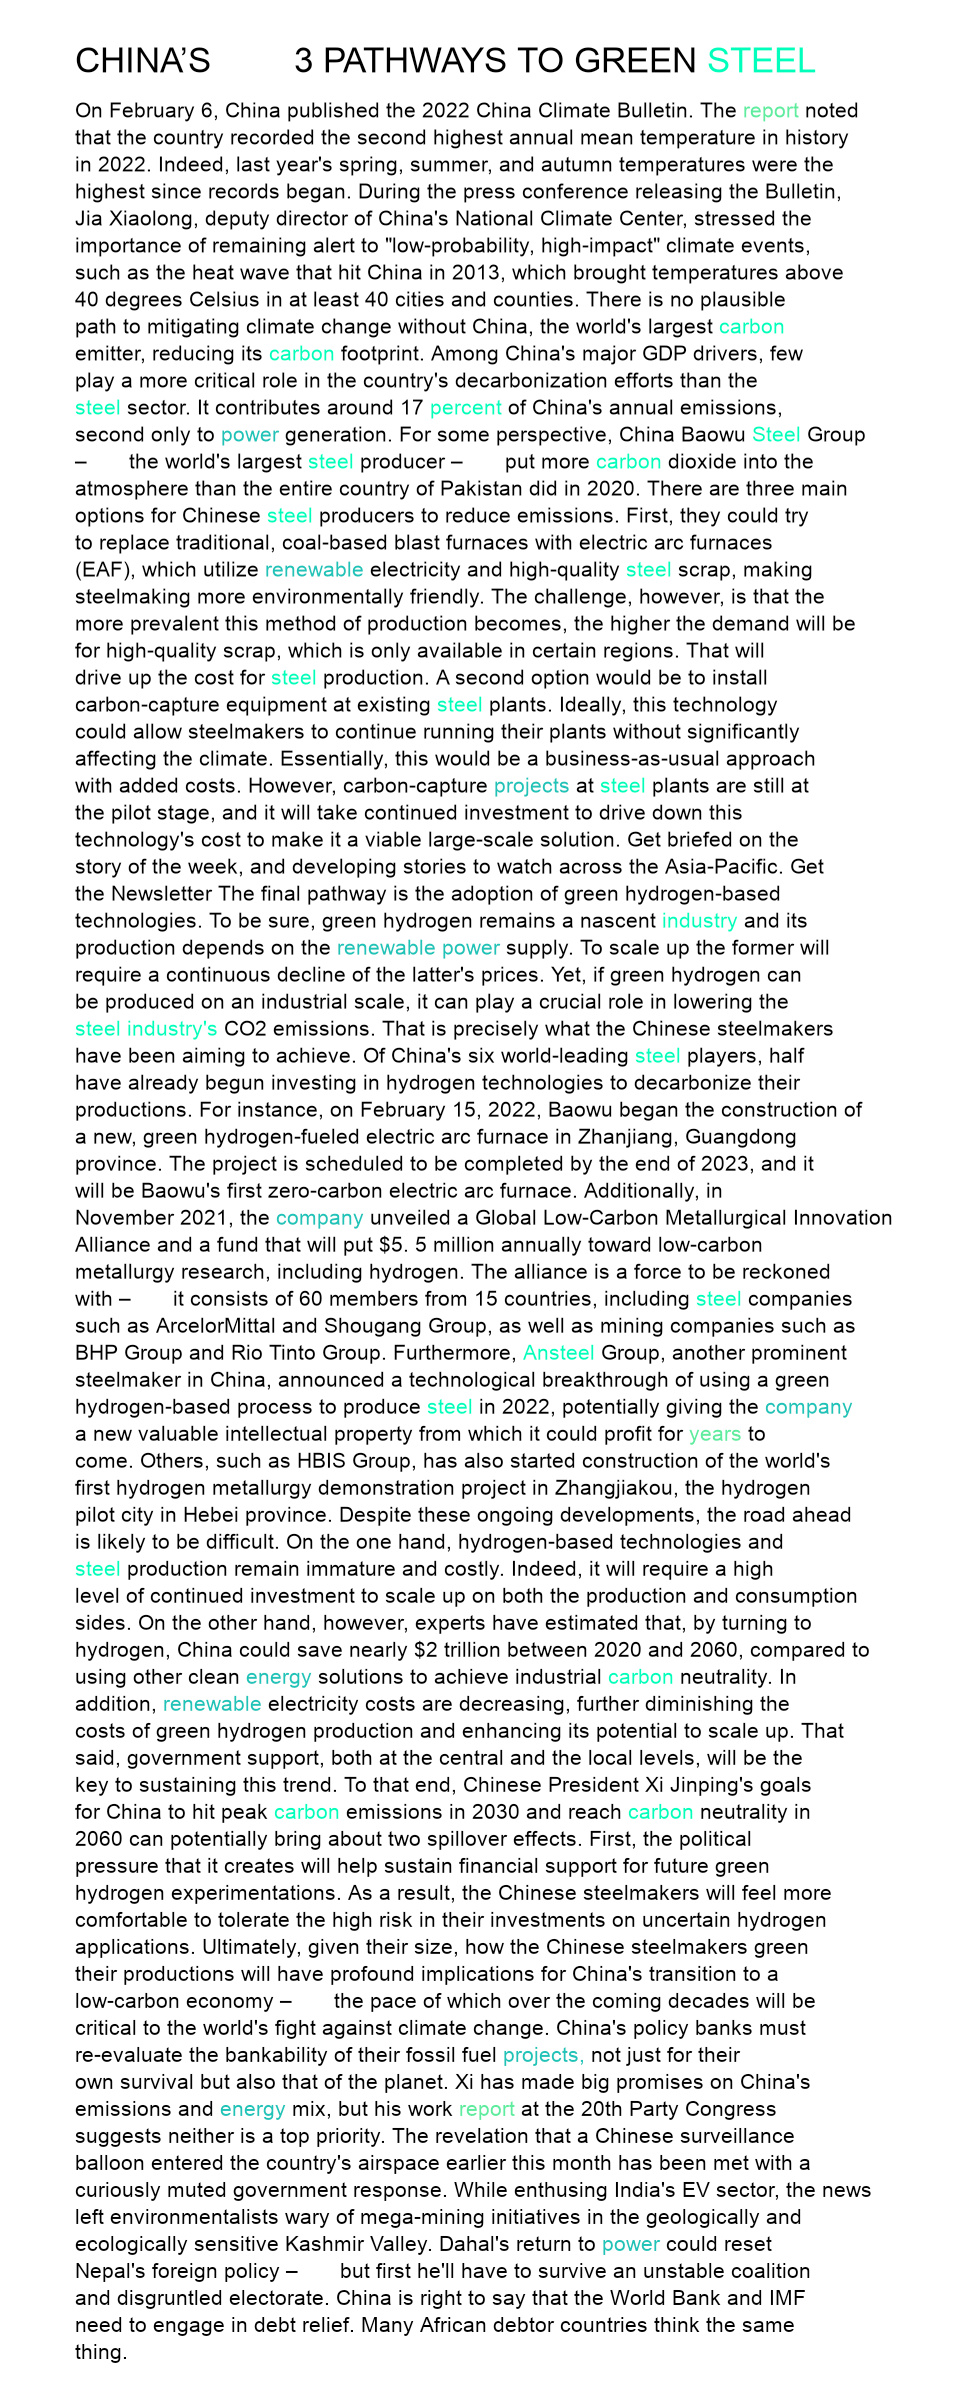 CHINA'S 3 PATHWAYS TO GREEN STEEL
On February 6, China published the 2022 China Climate Bulletin. The report noted
that the country recorded the second highest annual mean temperature in history
in 2022. Indeed, last year's spring, summer, and autumn temperatures were the
highest since records began. During the press conference releasing the Bulletin,
Jia Xiaolong, deputy director of China's National Climate Center, stressed the
importance of remaining alert to "low-probability, high-impact" climate events,
such as the heat wave that hit China in 2013, which brought temperatures above
40 degrees Celsius in at least 40 cities and counties. There is no plausible
path to mitigating climate change without China, the world's largest carbon
emitter, reducing its carbon footprint. Among China's major GDP drivers, few
play a more critical role in the country's decarbonization efforts than the
steel sector. It contributes around 17 percent of China's annual emissions,
second only to power generation. For some perspective, China Baowu Steel Group
– the world's largest steel producer – put more carbon dioxide into the
atmosphere than the entire country of Pakistan did in 2020. There are three main
options for Chinese steel producers to reduce emissions. First, they could try
to replace traditional, coal-based blast furnaces with electric arc furnaces
(EAF), which utilize renewable electricity and high-quality steel scrap, making
steelmaking more environmentally friendly. The challenge, however, is that the
more prevalent this method of production becomes, the higher the demand will be
for high-quality scrap, which is only available in certain regions. That will
drive up the cost for steel production. A second option would be to install
carbon-capture equipment at existing steel plants. Ideally, this technology
could allow steelmakers to continue running their plants without significantly
affecting the climate. Essentially, this would be a business-as-usual approach
with added costs. However, carbon-capture projects at steel plants are still at
the pilot stage, and it will take continued investment to drive down this
technology's cost to make it a viable large-scale solution. Get briefed on the
story of the week, and developing stories to watch across the Asia-Pacific. Get
the Newsletter The final pathway is the adoption of green hydrogen-based
technologies. To be sure, green hydrogen remains a nascent industry and its
production depends on the renewable power supply. To scale up the former will
require a continuous decline of the latter's prices. Yet, if green hydrogen can
be produced on an industrial scale, it can play a crucial role in lowering the
steel industry's CO2 emissions. That is precisely what the Chinese steelmakers
have been aiming to achieve. Of China's six world-leading steel players, half
have already begun investing in hydrogen technologies to decarbonize their
productions. For instance, on February 15, 2022, Baowu began the construction of
a new, green hydrogen-fueled electric arc furnace in Zhanjiang, Guangdong
province. The project is scheduled to be completed by the end of 2023, and it
will be Baowu's first zero-carbon electric arc furnace. Additionally, in
November 2021, the company unveiled a Global Low-Carbon Metallurgical Innovation
Alliance and a fund that will put $5. 5 million annually toward low-carbon
metallurgy research, including hydrogen. The alliance is a force to be reckoned
with – it consists of 60 members from 15 countries, including steel companies
such as ArcelorMittal and Shougang Group, as well as mining companies such as
BHP Group and Rio Tinto Group. Furthermore, Ansteel Group, another prominent
steelmaker in China, announced a technological breakthrough of using a green
hydrogen-based process to produce steel in 2022, potentially giving the company
a new valuable intellectual property from which it could profit for years to
come. Others, such as HBIS Group, has also started construction of the world's
first hydrogen metallurgy demonstration project in Zhangjiakou, the hydrogen
pilot city in Hebei province. Despite these ongoing developments, the road ahead
is likely to be difficult. On the one hand, hydrogen-based technologies and
steel production remain immature and costly. Indeed, it will require a high
level of continued investment to scale up on both the production and consumption
sides. On the other hand, however, experts have estimated that, by turning to
hydrogen, China could save nearly $2 trillion between 2020 and 2060, compared to
using other clean energy solutions to achieve industrial carbon neutrality. In
addition, renewable electricity costs are decreasing, further diminishing the
costs of green hydrogen production and enhancing its potential to scale up. That
said, government support, both at the central and the local levels, will be the
key to sustaining this trend. To that end, Chinese President Xi Jinping's goals
for China to hit peak carbon emissions in 2030 and reach carbon neutrality in
2060 can potentially bring about two spillover effects. First, the political
pressure that it creates will help sustain financial support for future green
hydrogen experimentations. As a result, the Chinese steelmakers will feel more
comfortable to tolerate the high risk in their investments on uncertain hydrogen
applications. Ultimately, given their size, how the Chinese steelmakers green
their productions will have profound implications for China's transition to a
low-carbon economy – the pace of which over the coming decades will be
critical to the world's fight against climate change. China's policy banks must
re-evaluate the bankability of their fossil fuel projects, not just for their
own survival but also that of the planet. Xi has made big promises on China's
emissions and energy mix, but his work report at the 20th Party Congress
suggests neither is a top priority. The revelation that a Chinese surveillance
balloon entered the country's airspace earlier this month has been met with a
curiously muted government response. While enthusing India's EV sector, the news
left environmentalists wary of mega-mining initiatives in the geologically and
ecologically sensitive Kashmir Valley. Dahal's return to power could reset
Nepal's foreign policy – but first he'll have to survive an unstable coalition
and disgruntled electorate. China is right to say that the World Bank and IMF
need to engage in debt relief. Many African debtor countries think the same
thing.